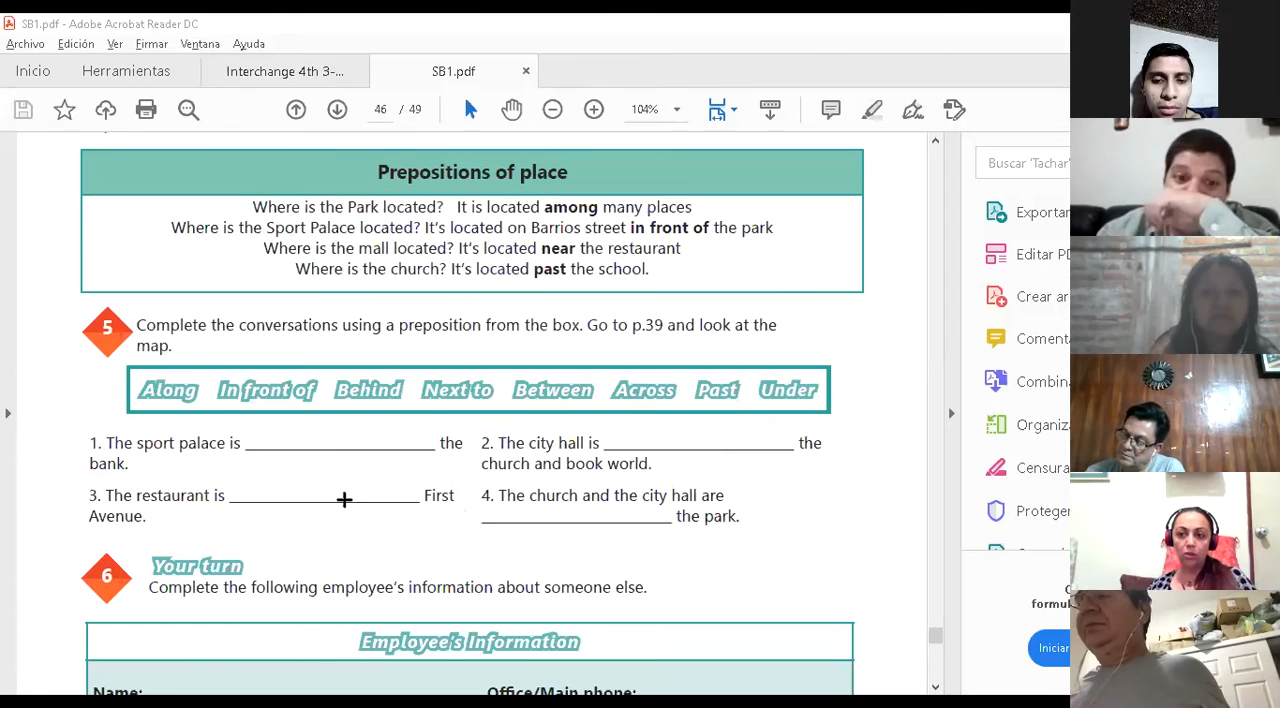 SB1.pdf - Adobe Acrobat Reader DC
Archivo Edición Ver Firmar Ventana Ayuda
Inicio Herramientas Interchange 4th 3-... SB1.pdf ×
46 / 49 104%
Prepositions of place
Where is the Park located? It is located among many places
Where is the Sport Palace located? It's located on Barrios street in front of the park
Where is the mall located? It's located near the restaurant
Where is the church? It's located past the school.
5 Complete the conversations using a preposition from the box. Go to p.39 and look at the
map.
Along In front of Behind Next to Between Across Past Under
1. The sport palace is ____________________ the
bank.
2. The city hall is ____________________ the
church and book world.
3. The restaurant is ____________________ First
Avenue.
4. The church and the city hall are
____________________ the park.
6 Your turn
Complete the following employee's information about someone else.
Employee's Information
Name: Office/Main phone:
Buscar 'Tachar'
Exportar
Editar PD
Crear ar
Coment
Combin
Organiz
Censura
Proteger
formul
Iniciar